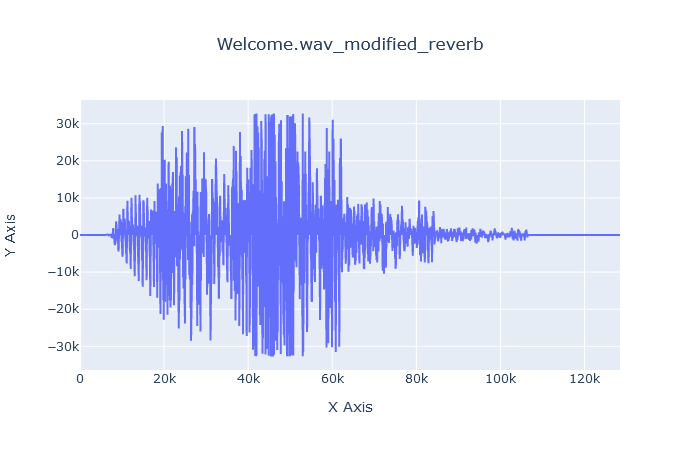 Welcome.wav_modified_reverb
Y Axis
30k
20k
10k
0
−10k
−20k
−30k
0 20k 40k 60k 80k 100k 120k
X Axis